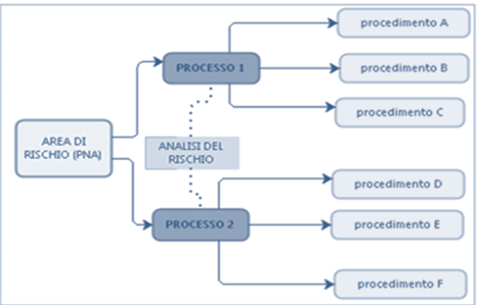 procedimento A
PROCESSO 1
procedimento B
procedimento C
AREA DI
RISCHIO (PNA)
ANALISI DEL
RISCHIO
procedimento D
PROCESSO 2
procedimento E
procedimento F